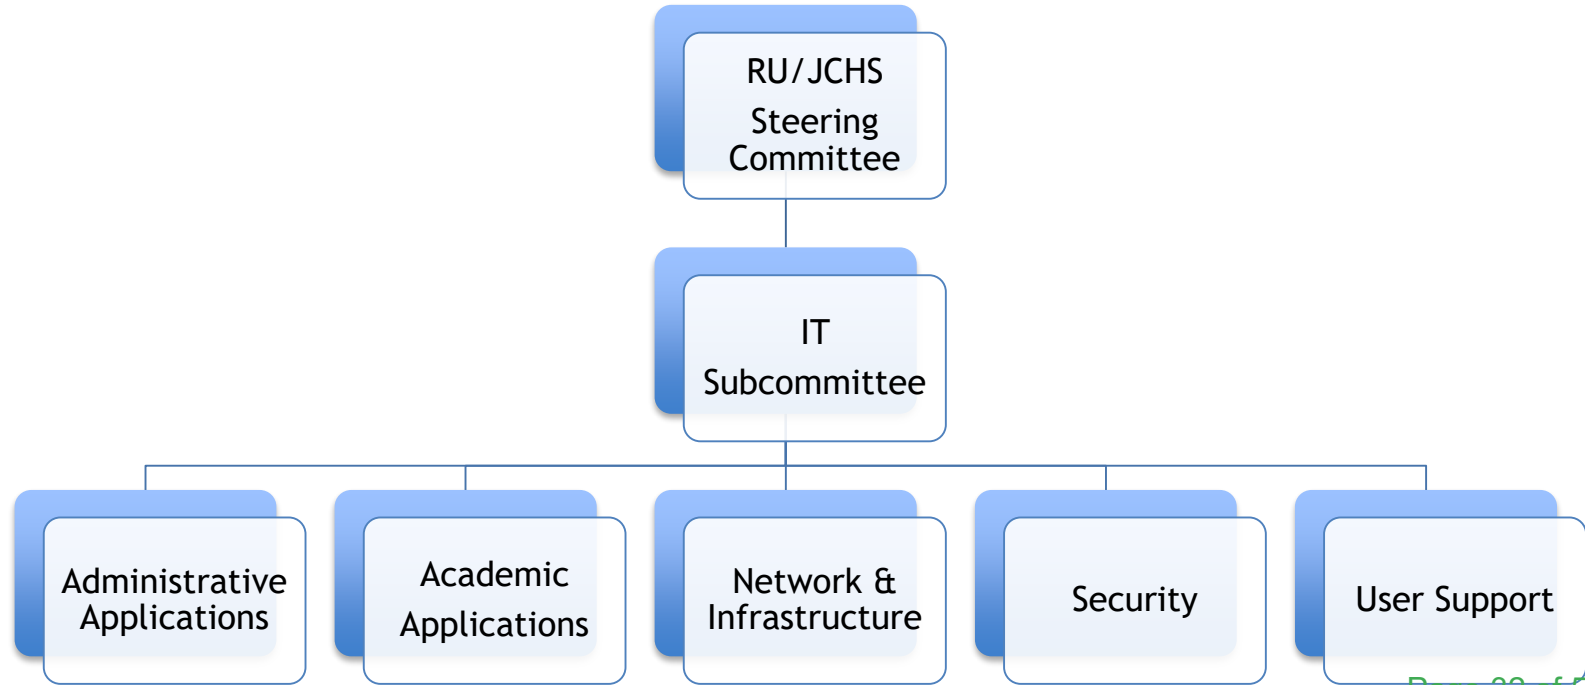 RU/JCHS
Steering
Committee
IT
Subcommittee
Administrative
Applications
Academic
Applications
Network &
Infrastructure
Security
User Support